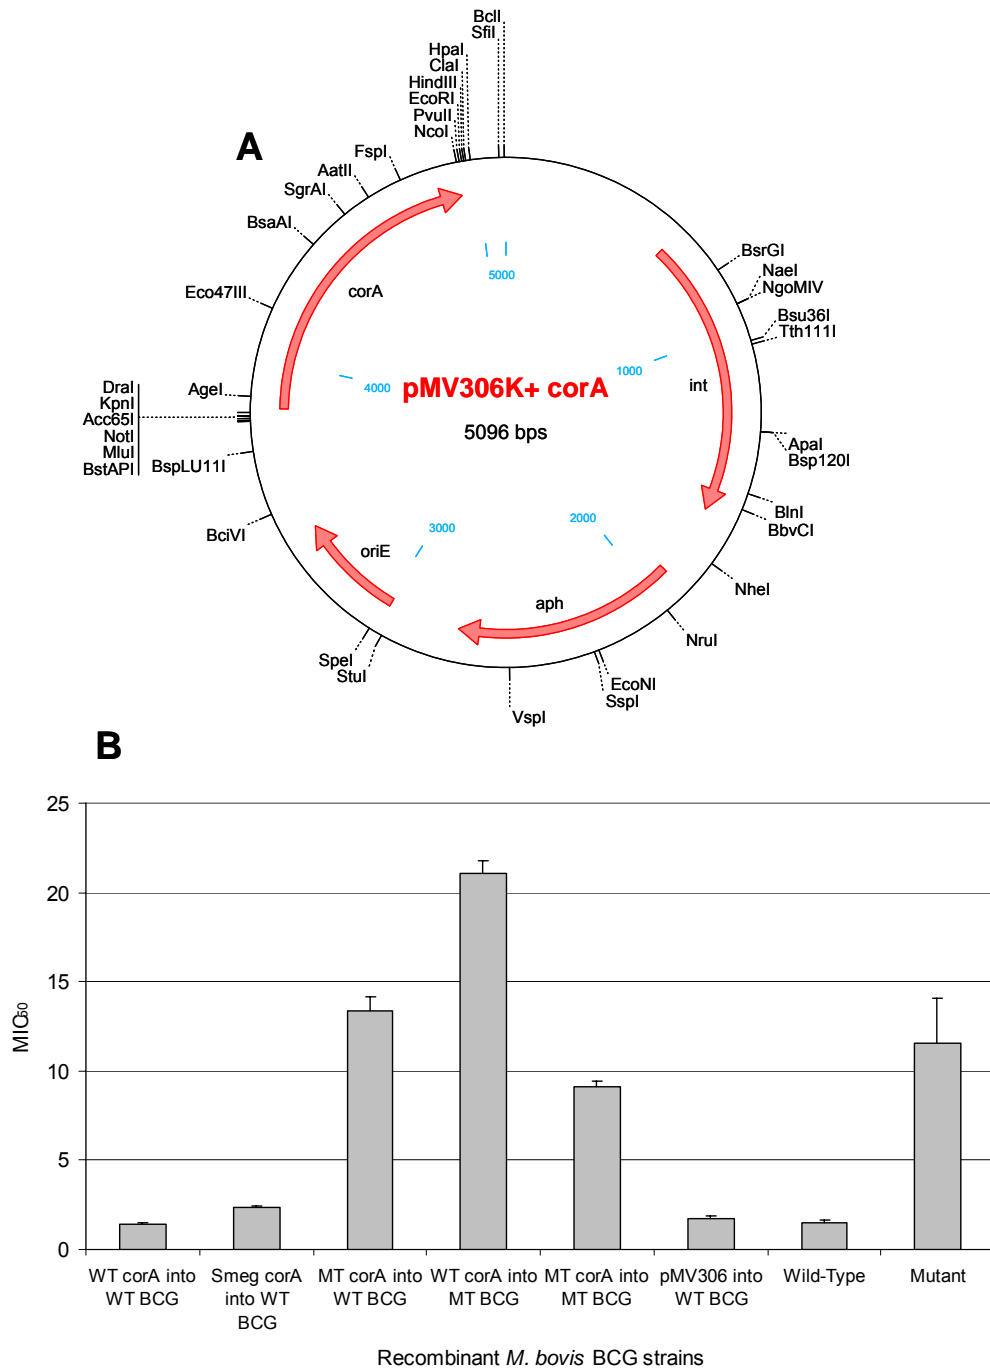 A
BclI
SfiI
HpaI
ClaI
HindIII
EcoRI
PvuII
NcoI
FspI
AatII
SgrAI
BsaAI
Eco47III
AgeI
DraI
KpnI
Acc65I
NotI
MluI
BstAPI
BspLU11I
BciVI
SpeI
StuI
VspI
SspI
EcoNI
NruI
NheI
BbvCI
BlnI
Bsp120I
ApaI
Tth111I
Bsu36I
NgoMIV
NaeI
BsrGI
corA
int
aph
oriE
5000
1000
2000
3000
4000
pMV306K+ corA
5096 bps
B
MIC50
25
20
15
10
5
0
WT corA into WT BCG
Smeg corA into WT BCG
MT corA into WT BCG
WT corA into MT BCG
MT corA into MT BCG
pMV306 into WT BCG
Wild-Type
Mutant
Recombinant M. bovis BCG strains